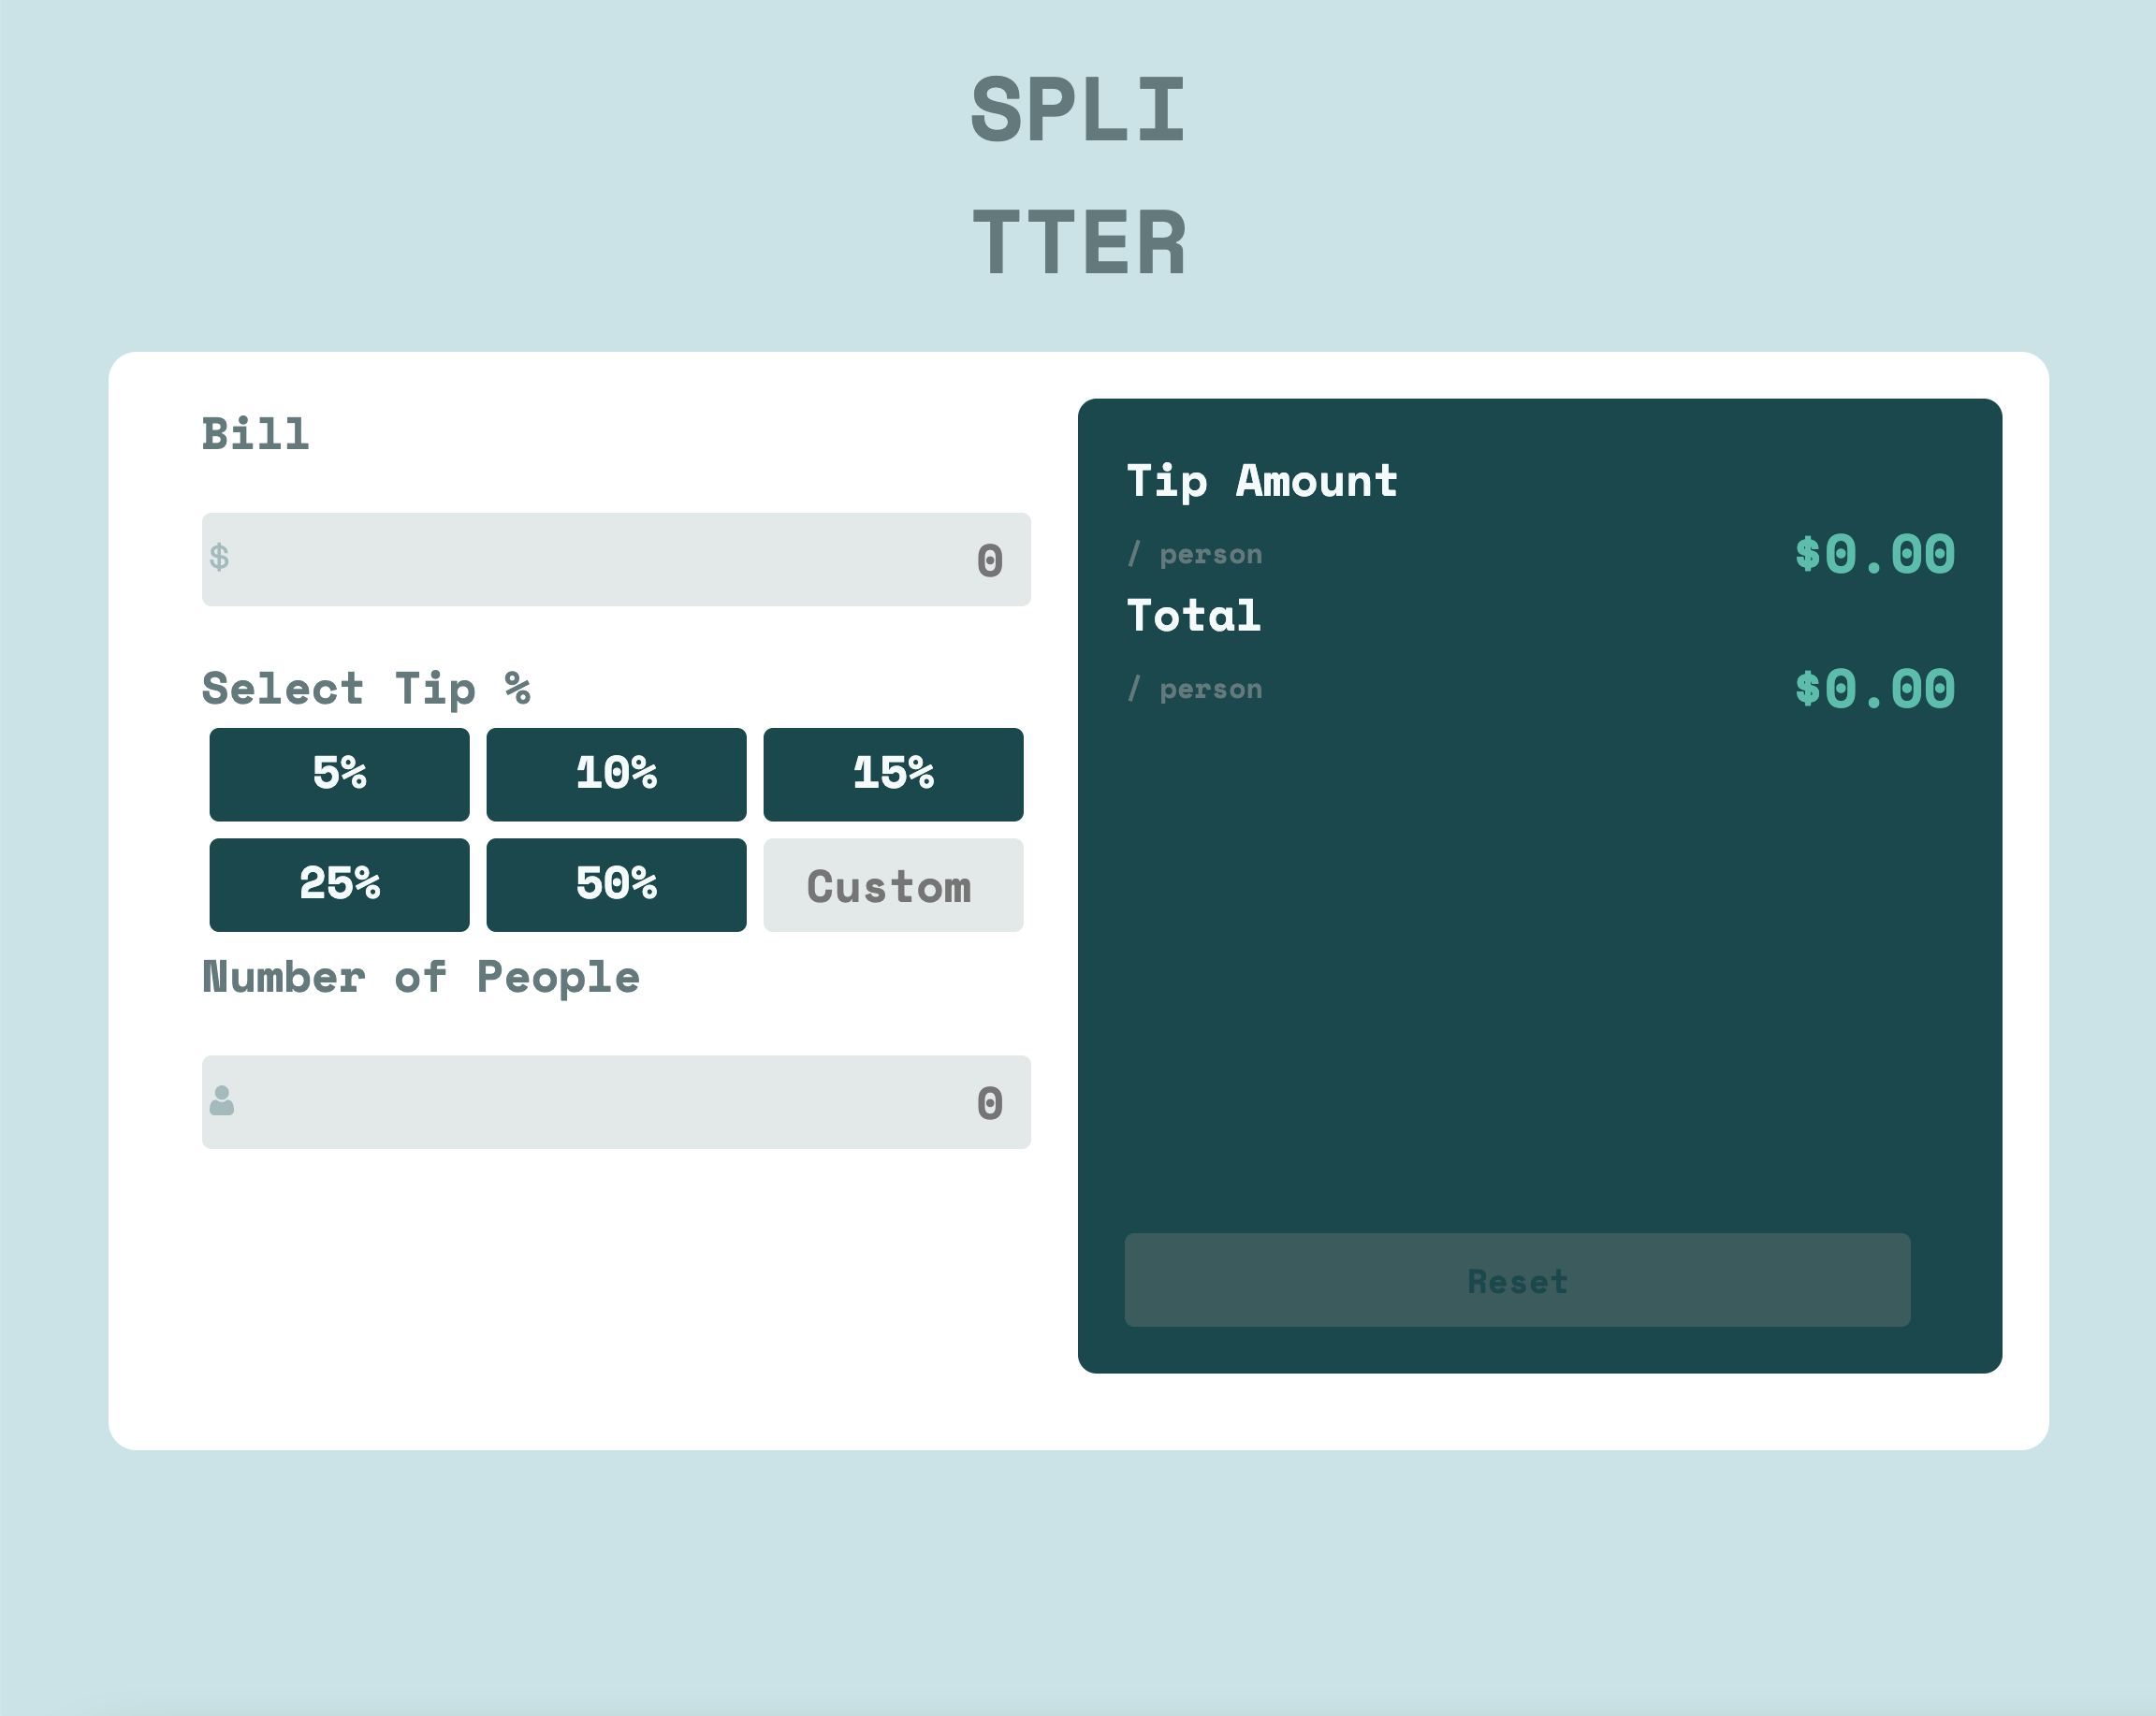 SPLI
TTER
Bill
$ 0
Select Tip %
5% 10% 15%
25% 50% Custom
Number of People
0
Tip Amount
/ person $0.00
Total
/ person $0.00
Reset